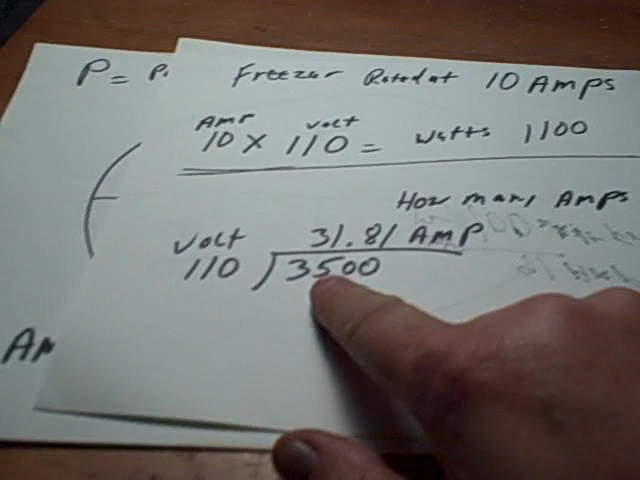 P =
Freezer Rated at 10 Amps
Amp volt
10 x 110 = watts 1100
How many Amps
volt 31.81 AMP
110 ) 3500